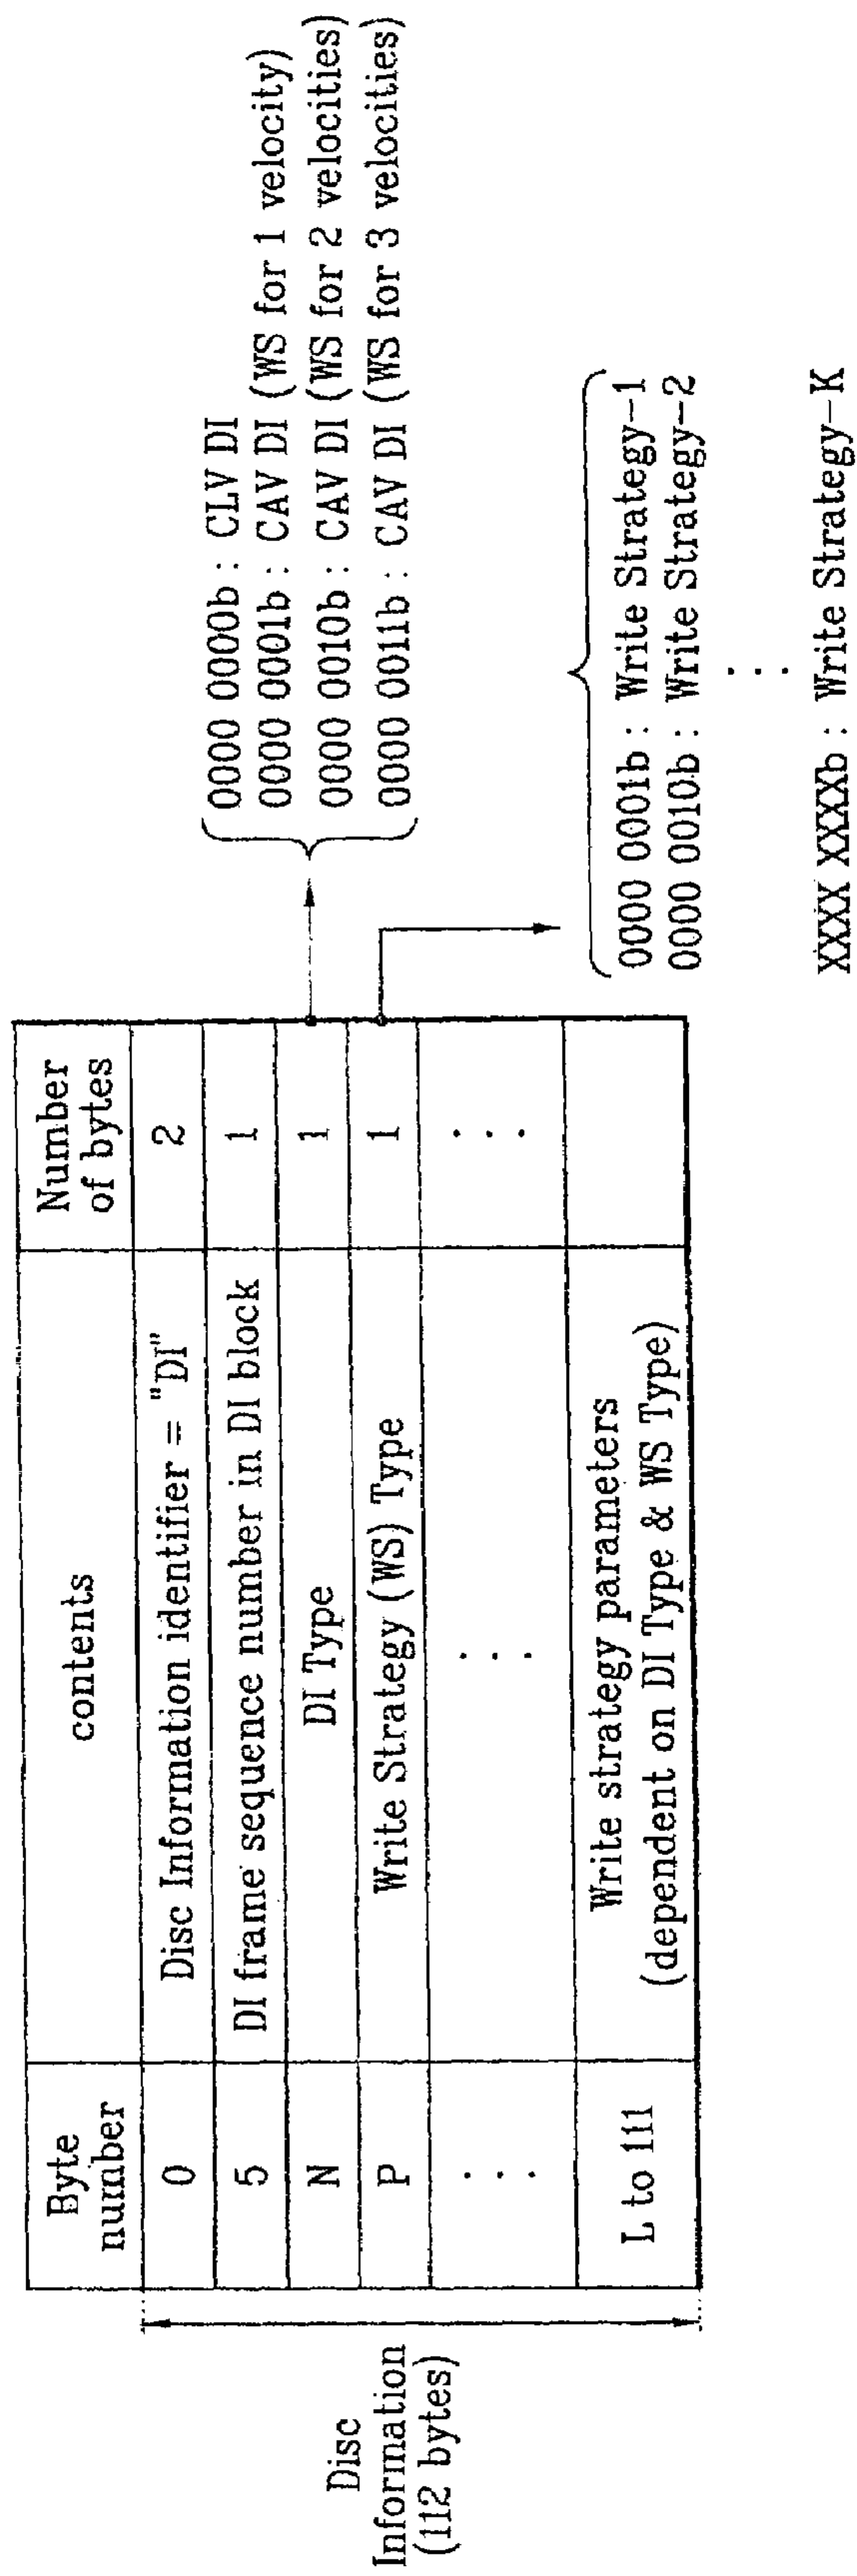 Disc
Information
(112 bytes)
Byte
number
contents
Number
of bytes
0
Disc Information identifier = "DI"
2
5
DI frame sequence number in DI block
1
N
DI Type
1
P
Write Strategy (WS) Type
1
. . .
. . .
. . .
L to 111
Write strategy parameters
(dependent on DI Type & WS Type)
0000 0000b : CLV DI
0000 0001b : CAV DI (WS for 1 velocity)
0000 0010b : CAV DI (WS for 2 velocities)
0000 0011b : CAV DI (WS for 3 velocities)
0000 0001b : Write Strategy-1
0000 0010b : Write Strategy-2
. . .
XXXX XXXXb : Write Strategy-K